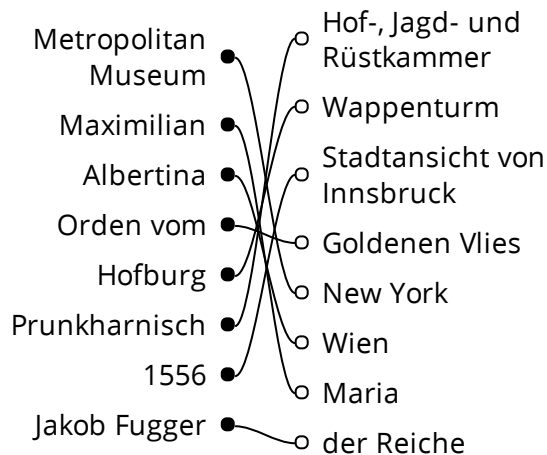 Metropolitan
Museum
Maximilian
Albertina
Orden vom
Hofburg
Prunkharnisch
1556
Jakob Fugger
Hof-, Jagd- und
Rüstkammer
Wappenturm
Stadtansicht von
Innsbruck
Goldenen Vlies
New York
Wien
Maria
der Reiche